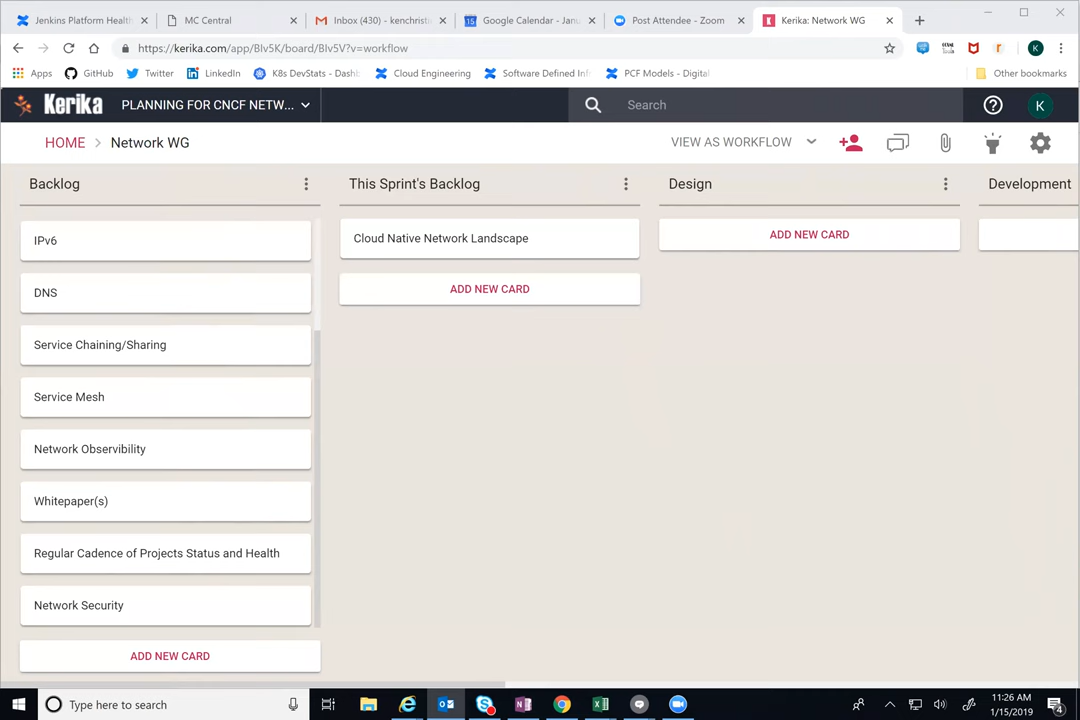 Jenkins Platform Health
MC Central
Inbox (430) - kenchrist
Google Calendar - Janu
Post Attendee - Zoom
Kerika: Network WG
https://kerika.com/app/BIv5K/board/BIv5V?v=workflow
K
Apps
GitHub
Twitter
LinkedIn
K8s DevStats - Dash
Cloud Engineering
Software Defined Inf
PCF Models - Digital
Other bookmarks
Kerika
PLANNING FOR CNCF NETW...
Search
K
HOME > Network WG
VIEW AS WORKFLOW
Backlog
This Sprint's Backlog
Design
Development
IPv6
DNS
Service Chaining/Sharing
Service Mesh
Network Observibility
Whitepaper(s)
Regular Cadence of Projects Status and Health
Network Security
ADD NEW CARD
Cloud Native Network Landscape
ADD NEW CARD
ADD NEW CARD
Type here to search
11:26 AM
1/15/2019
4